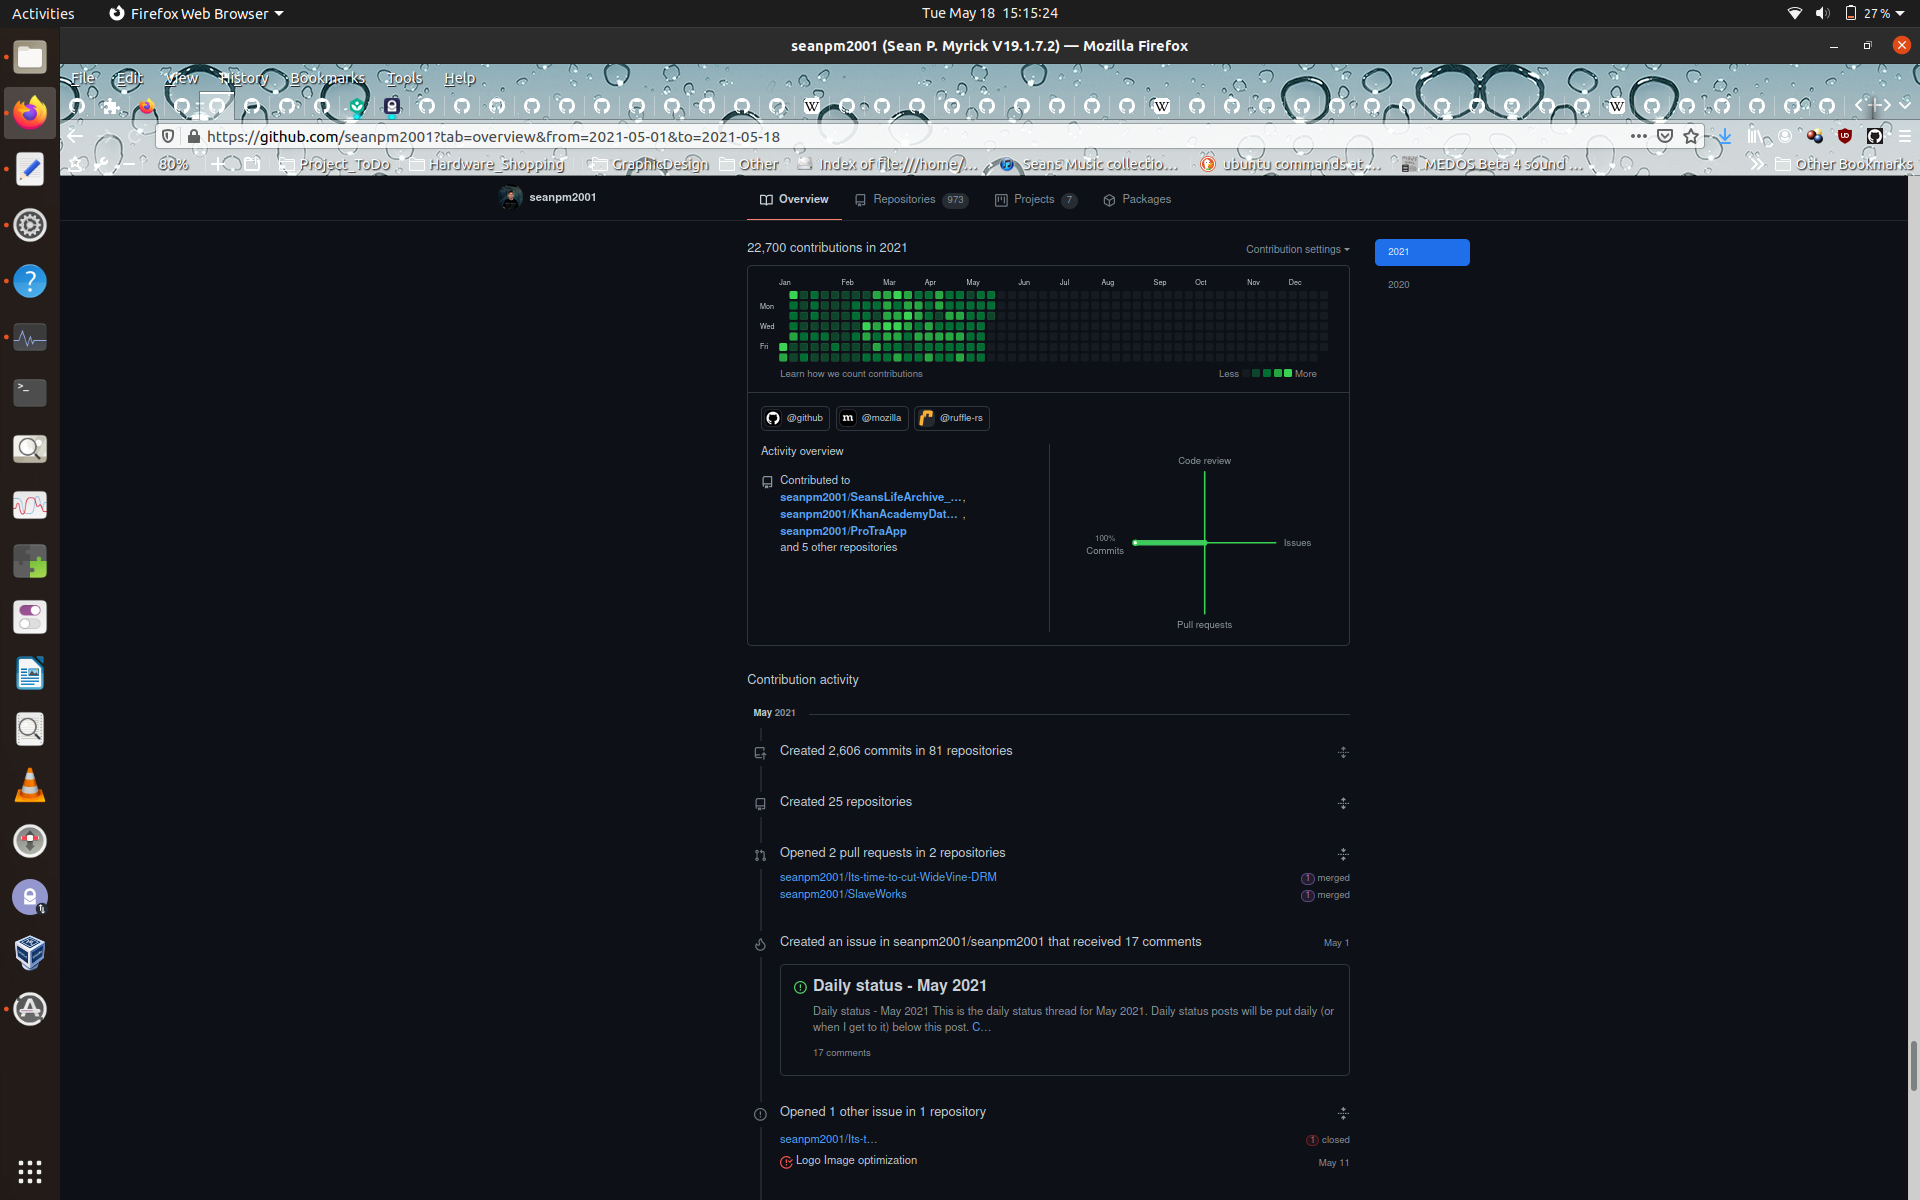 Activities
Firefox Web Browser
Tue May 18 15:15:24
27 %
seanpm2001 (Sean P. Myrick V19.1.7.2) — Mozilla Firefox
File Edit View History Bookmarks Tools Help
https://github.com/seanpm2001?tab=overview&from=2021-05-01&to=2021-05-18
80%
Project_ToDo
Hardware_Shopping
GraphicDesign
Other
Index of file:///home/...
Seans Music collectio...
ubuntu commands at ...
MEDOS Beta 4 sound ...
Other Bookmarks
seanpm2001
Overview
Repositories 973
Projects 7
Packages
22,700 contributions in 2021
Contribution settings
2021
2020
Jan Feb Mar Apr May Jun Jul Aug Sep Oct Nov Dec
Mon
Wed
Fri
Learn how we count contributions
Less
More
@github
@mozilla
@ruffle-rs
Activity overview
Contributed to
seanpm2001/SeansLifeArchive_...,
seanpm2001/KhanAcademyDat... ,
seanpm2001/ProTraApp
and 5 other repositories
Code review
100%
Commits
Issues
Pull requests
Contribution activity
May 2021
Created 2,606 commits in 81 repositories
Created 25 repositories
Opened 2 pull requests in 2 repositories
seanpm2001/Its-time-to-cut-WideVine-DRM
1 merged
seanpm2001/SlaveWorks
1 merged
Created an issue in seanpm2001/seanpm2001 that received 17 comments
May 1
Daily status - May 2021
Daily status - May 2021 This is the daily status thread for May 2021. Daily status posts will be put daily (or
when I get to it) below this post. C...
17 comments
Opened 1 other issue in 1 repository
seanpm2001/Its-t...
1 closed
Logo Image optimization
May 11